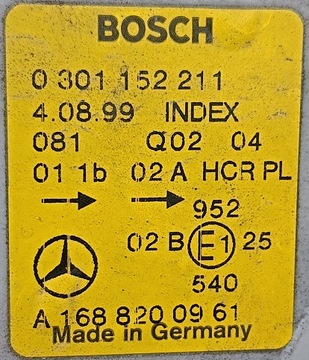 BOSCH
0 301 152 211
4.08.99 INDEX
081 Q02 04
01 1b 02A HCR PL
952
02 B E1 25
540
A 168 820 09 61
Made in Germany